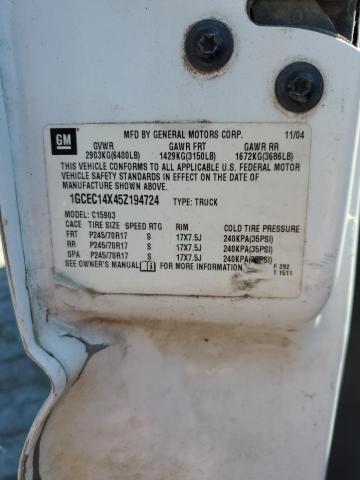 GM
MFD BY GENERAL MOTORS CORP. 11/04
GVWR GAWR FRT GAWR RR
2903KG(6400LB) 1429KG(3150LB) 1672KG(3686LB)
THIS VEHICLE CONFORMS TO ALL APPLICABLE U.S. FEDERAL MOTOR
VEHICLE SAFETY STANDARDS IN EFFECT ON THE DATE OF
MANUFACTURE SHOWN ABOVE.
1GCEC14X45Z194724 TYPE: TRUCK
MODEL: C15903
CACE TIRE SIZE SPEED RTG RIM COLD TIRE PRESSURE
FRT P245/70R17 S 17X7.5J 240KPA(35PSI)
RR P245/70R17 S 17X7.5J 240KPA(35PSI)
SPA P245/70R17 S 17X7.5J 240KPA(35PSI)
SEE OWNER'S MANUAL FOR MORE INFORMATION. F 292
T 1511